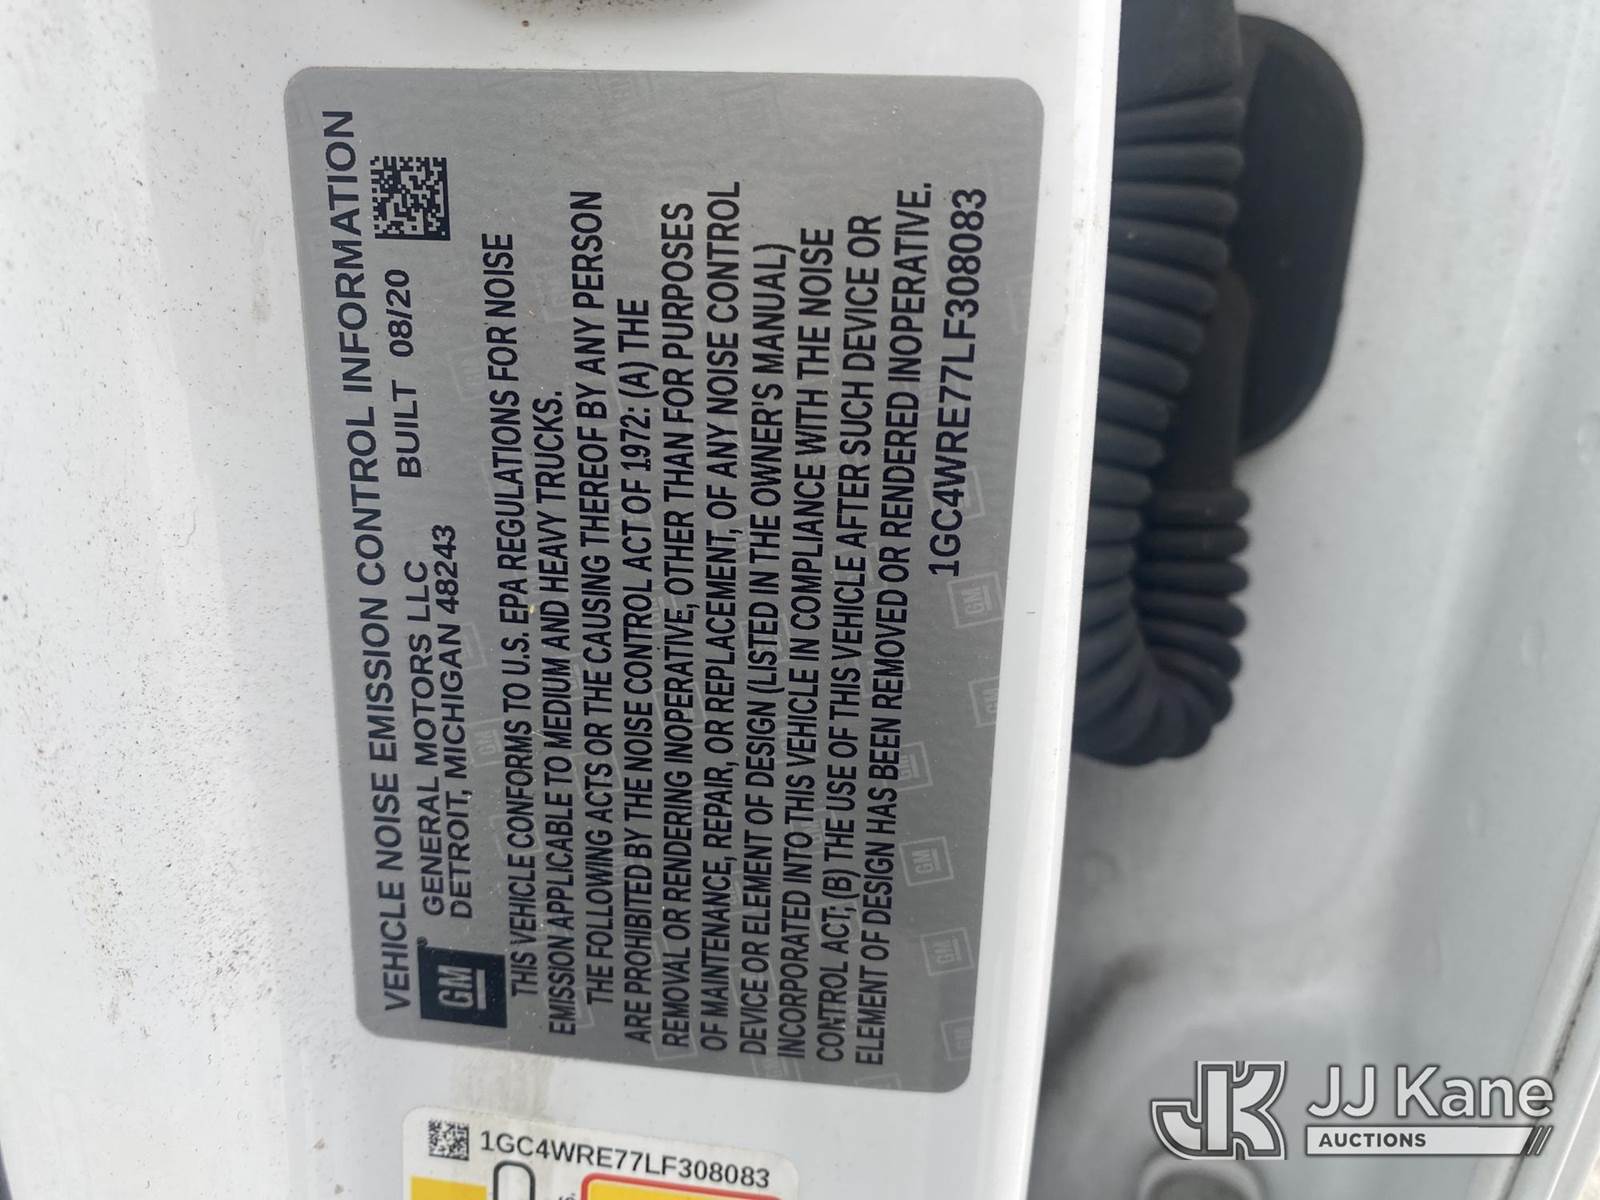 VEHICLE NOISE EMISSION CONTROL INFORMATION
GM
GENERAL MOTORS LLC
DETROIT, MICHIGAN 48243
BUILT 08/20
THIS VEHICLE CONFORMS TO U.S. EPA REGULATIONS FOR NOISE
EMISSION APPLICABLE TO MEDIUM AND HEAVY TRUCKS.
THE FOLLOWING ACTS OR THE CAUSING THEREOF BY ANY PERSON
ARE PROHIBITED BY THE NOISE CONTROL ACT OF 1972: (A) THE
REMOVAL OR RENDERING INOPERATIVE, OTHER THAN FOR PURPOSES
OF MAINTENANCE, REPAIR, OR REPLACEMENT, OF ANY NOISE CONTROL
DEVICE OR ELEMENT OF DESIGN (LISTED IN THE OWNER'S MANUAL)
INCORPORATED INTO THIS VEHICLE IN COMPLIANCE WITH THE NOISE
CONTROL ACT; (B) THE USE OF THIS VEHICLE AFTER SUCH DEVICE OR
ELEMENT OF DESIGN HAS BEEN REMOVED OR RENDERED INOPERATIVE.
1GC4WRE77LF308083
1GC4WRE77LF308083
JK JJ Kane
AUCTIONS